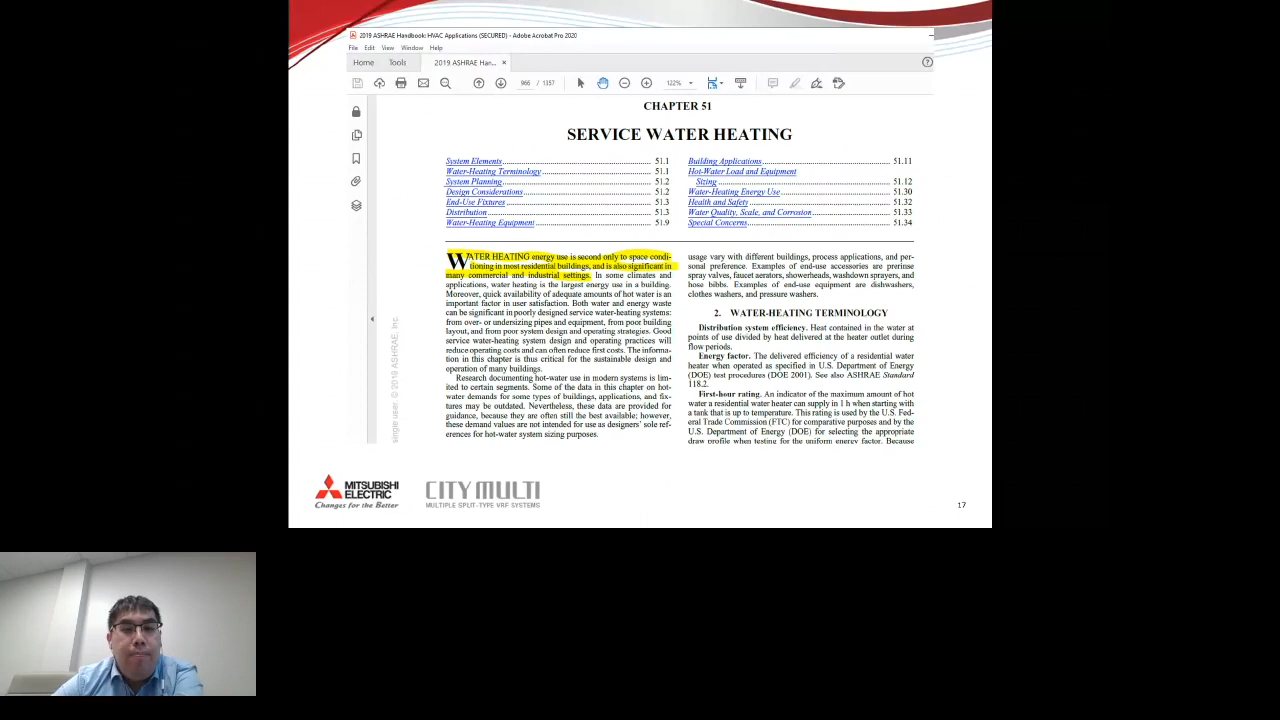 2019 ASHRAE Handbook: HVAC Applications (SECURED) - Adobe Acrobat Pro 2020
File Edit View Window Help
Home Tools 2019 ASHRAE Han... ×
966 / 1357 122%
CHAPTER 51
SERVICE WATER HEATING
System Elements 51.1
Water-Heating Terminology 51.1
System Planning 51.2
Design Considerations 51.2
End-Use Fixtures 51.3
Distribution 51.3
Water-Heating Equipment 51.9
Building Applications 51.11
Hot-Water Load and Equipment
Sizing 51.12
Water-Heating Energy Use 51.30
Health and Safety 51.32
Water Quality, Scale, and Corrosion 51.33
Special Concerns 51.34
WATER HEATING energy use is second only to space condi-
tioning in most residential buildings, and is also significant in
many commercial and industrial settings. In some climates and
applications, water heating is the largest energy use in a building.
Moreover, quick availability of adequate amounts of hot water is an
important factor in user satisfaction. Both water and energy waste
can be significant in poorly designed service water-heating systems:
from over- or undersizing pipes and equipment, from poor building
layout, and from poor system design and operating strategies. Good
service water-heating system design and operating practices will
reduce operating costs and can often reduce first costs. The informa-
tion in this chapter is thus critical for the sustainable design and
operation of many buildings.
Research documenting hot-water use in modern systems is lim-
ited to certain segments. Some of the data in this chapter on hot-
water demands for some types of buildings, applications, and fix-
tures may be outdated. Nevertheless, these data are provided for
guidance, because they are often still the best available; however,
these demand values are not intended for use as designers' sole ref-
erences for hot-water system sizing purposes.
usage vary with different buildings, process applications, and per-
sonal preference. Examples of end-use accessories are prerinse
spray valves, faucet aerators, showerheads, washdown sprayers, and
hose bibbs. Examples of end-use equipment are dishwashers,
clothes washers, and pressure washers.
2. WATER-HEATING TERMINOLOGY
Distribution system efficiency. Heat contained in the water at
points of use divided by heat delivered at the heater outlet during
flow periods.
Energy factor. The delivered efficiency of a residential water
heater when operated as specified in U.S. Department of Energy
(DOE) test procedures (DOE 2001). See also ASHRAE Standard
118.2.
First-hour rating. An indicator of the maximum amount of hot
water a residential water heater can supply in 1 h when starting with
a tank that is up to temperature. This rating is used by the U.S. Fed-
eral Trade Commission (FTC) for comparative purposes and by the
U.S. Department of Energy (DOE) for selecting the appropriate
draw profile when testing for the uniform energy factor. Because
single user. © 2019 ASHRAE, Inc.
MITSUBISHI
ELECTRIC
Changes for the Better
CITY MULTI
MULTIPLE SPLIT-TYPE VRF SYSTEMS
17